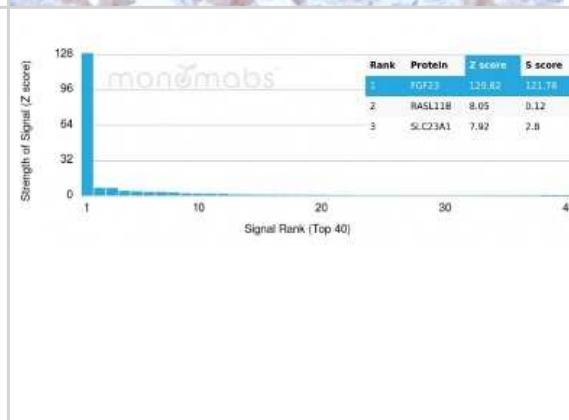 128
96
64
32
0
Strength of Signal (Z score)
monomabs
Rank Protein Z score S score
1 FGF23 129.82 121.78
2 RASL11B 8.05 0.12
3 SLC23A1 7.92 2.8
1 10 20 30 4
Signal Rank (Top 40)